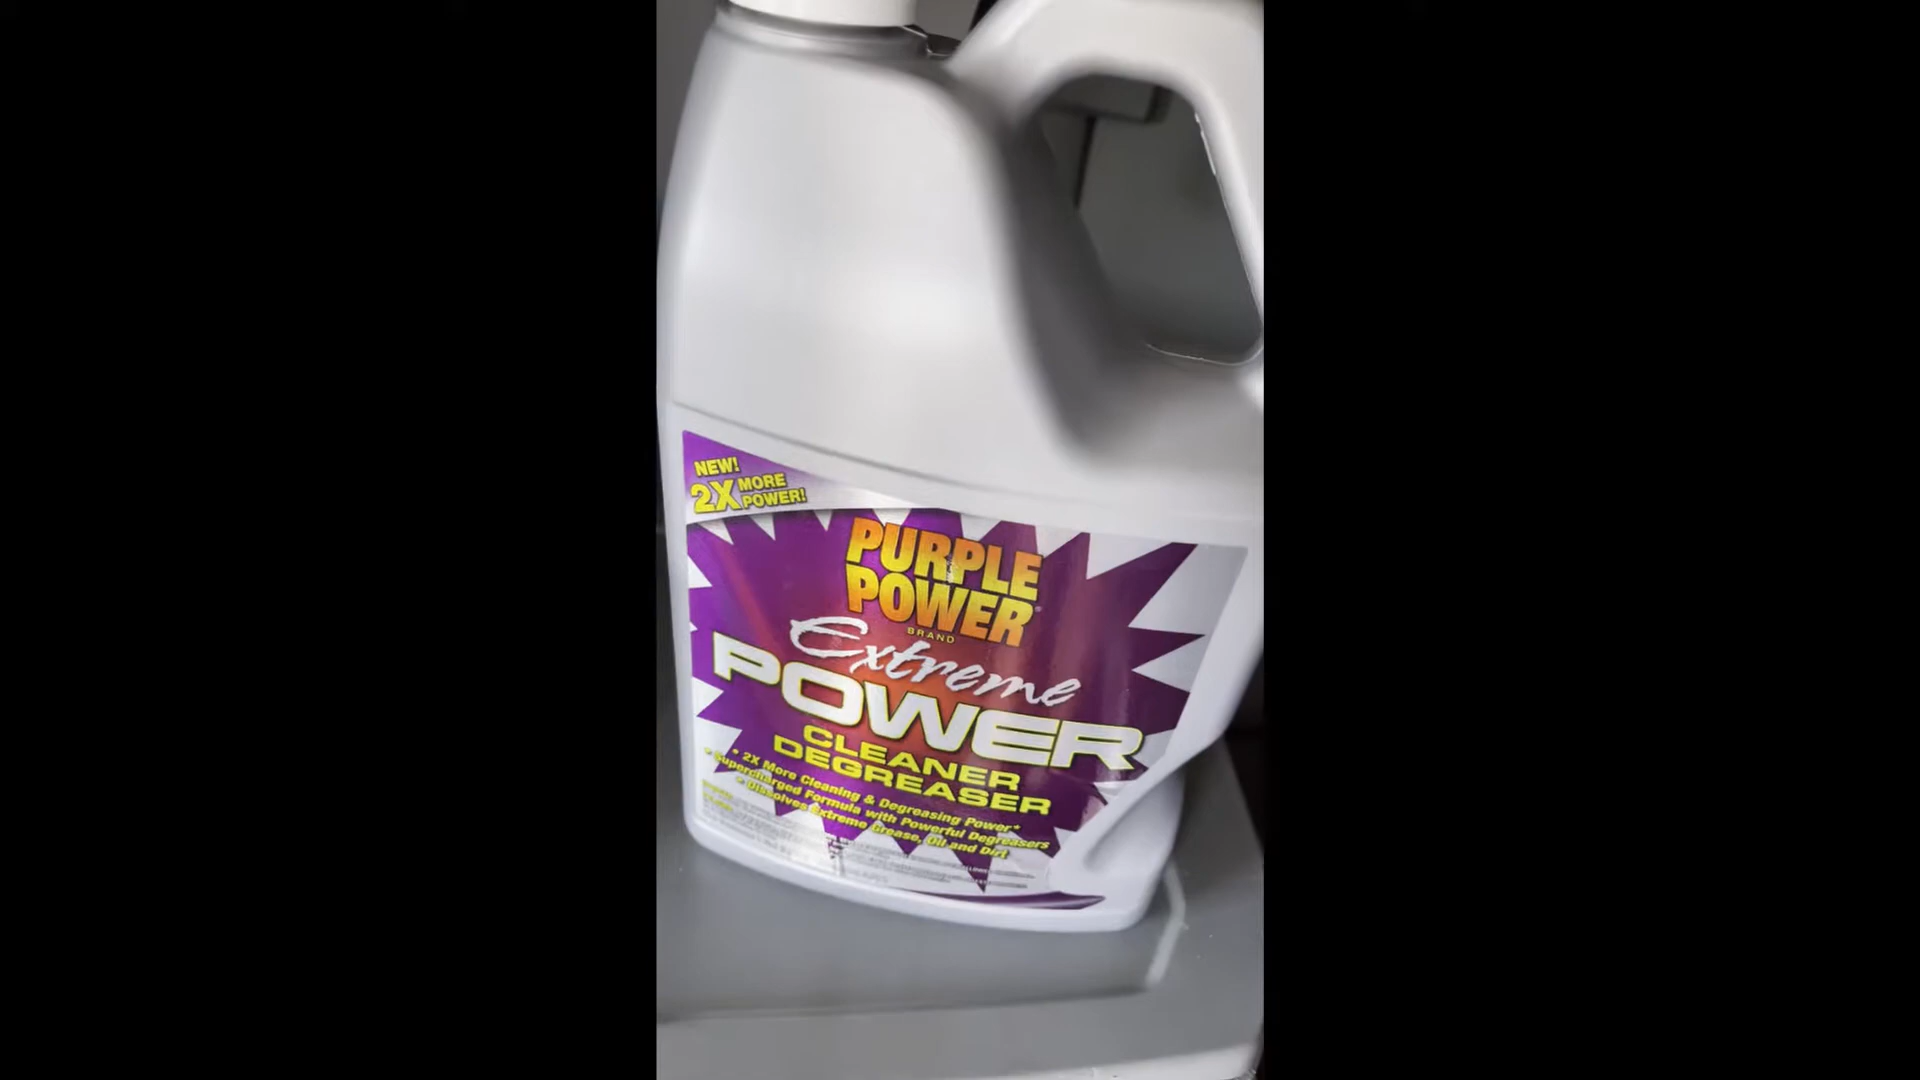 NEW!
2X MORE
POWER!
PURPLE
POWER®
BRAND
Extreme
POWER
CLEANER
DEGREASER
• 2X More Cleaning & Degreasing Power*
• Supercharged Formula with Powerful Degreasers
• Dissolves Extreme Grease, Oil and Dirt